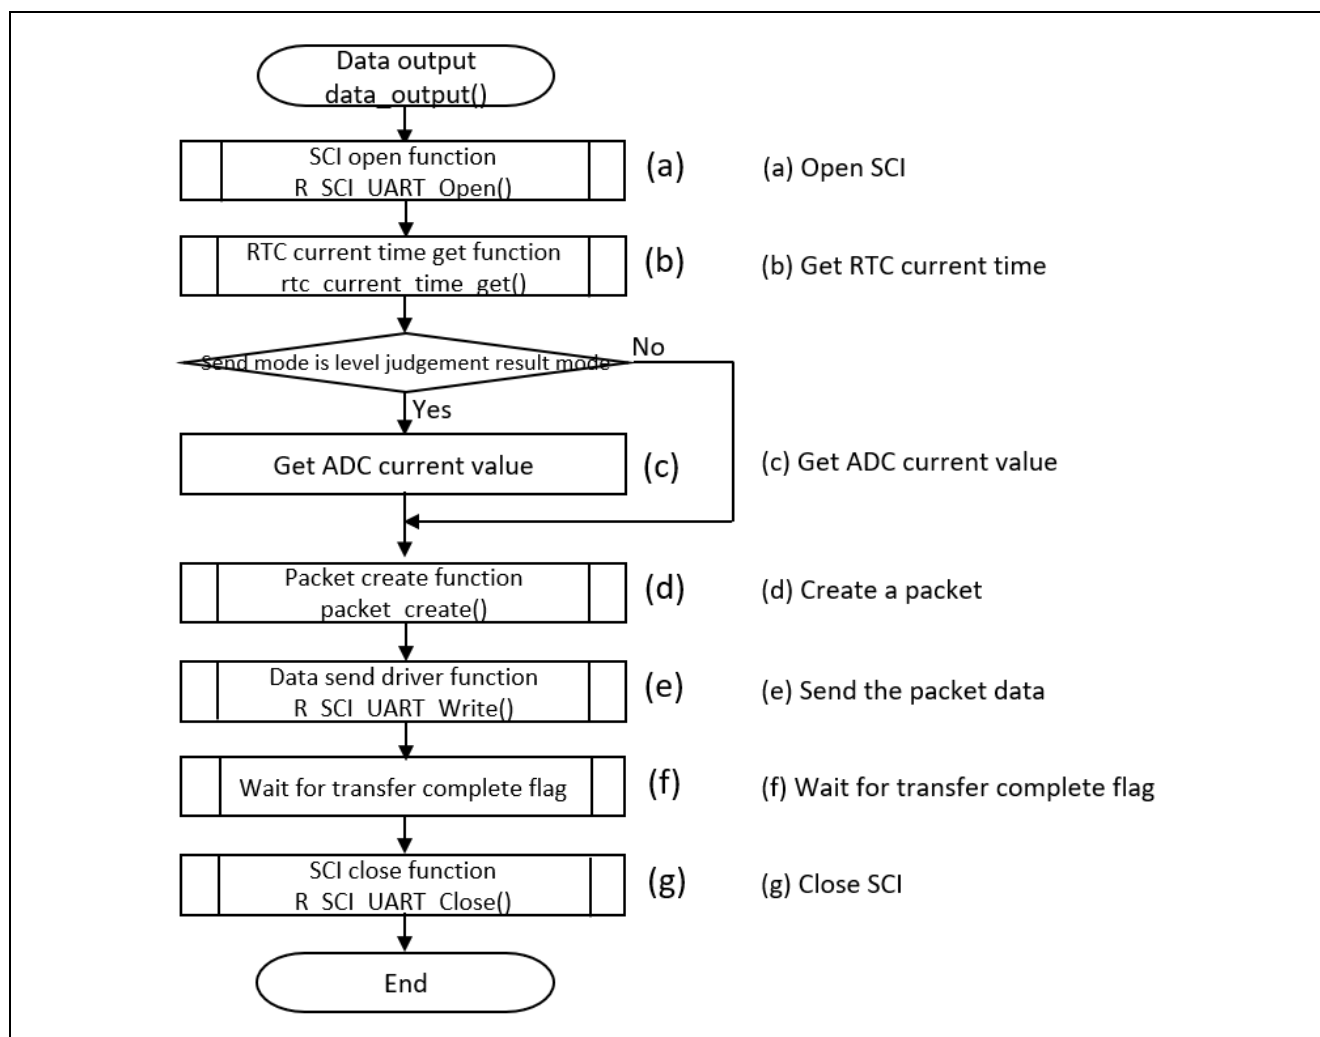 Data output
data_output()
SCI open function
R_SCI_UART_Open()
(a)
(a) Open SCI
RTC current time get function
rtc_current_time_get()
(b)
(b) Get RTC current time
Send mode is level judgement result mode
No
Yes
Get ADC current value
(c)
(c) Get ADC current value
Packet create function
packet_create()
(d)
(d) Create a packet
Data send driver function
R_SCI_UART_Write()
(e)
(e) Send the packet data
Wait for transfer complete flag
(f)
(f) Wait for transfer complete flag
SCI close function
R_SCI_UART_Close()
(g)
(g) Close SCI
End